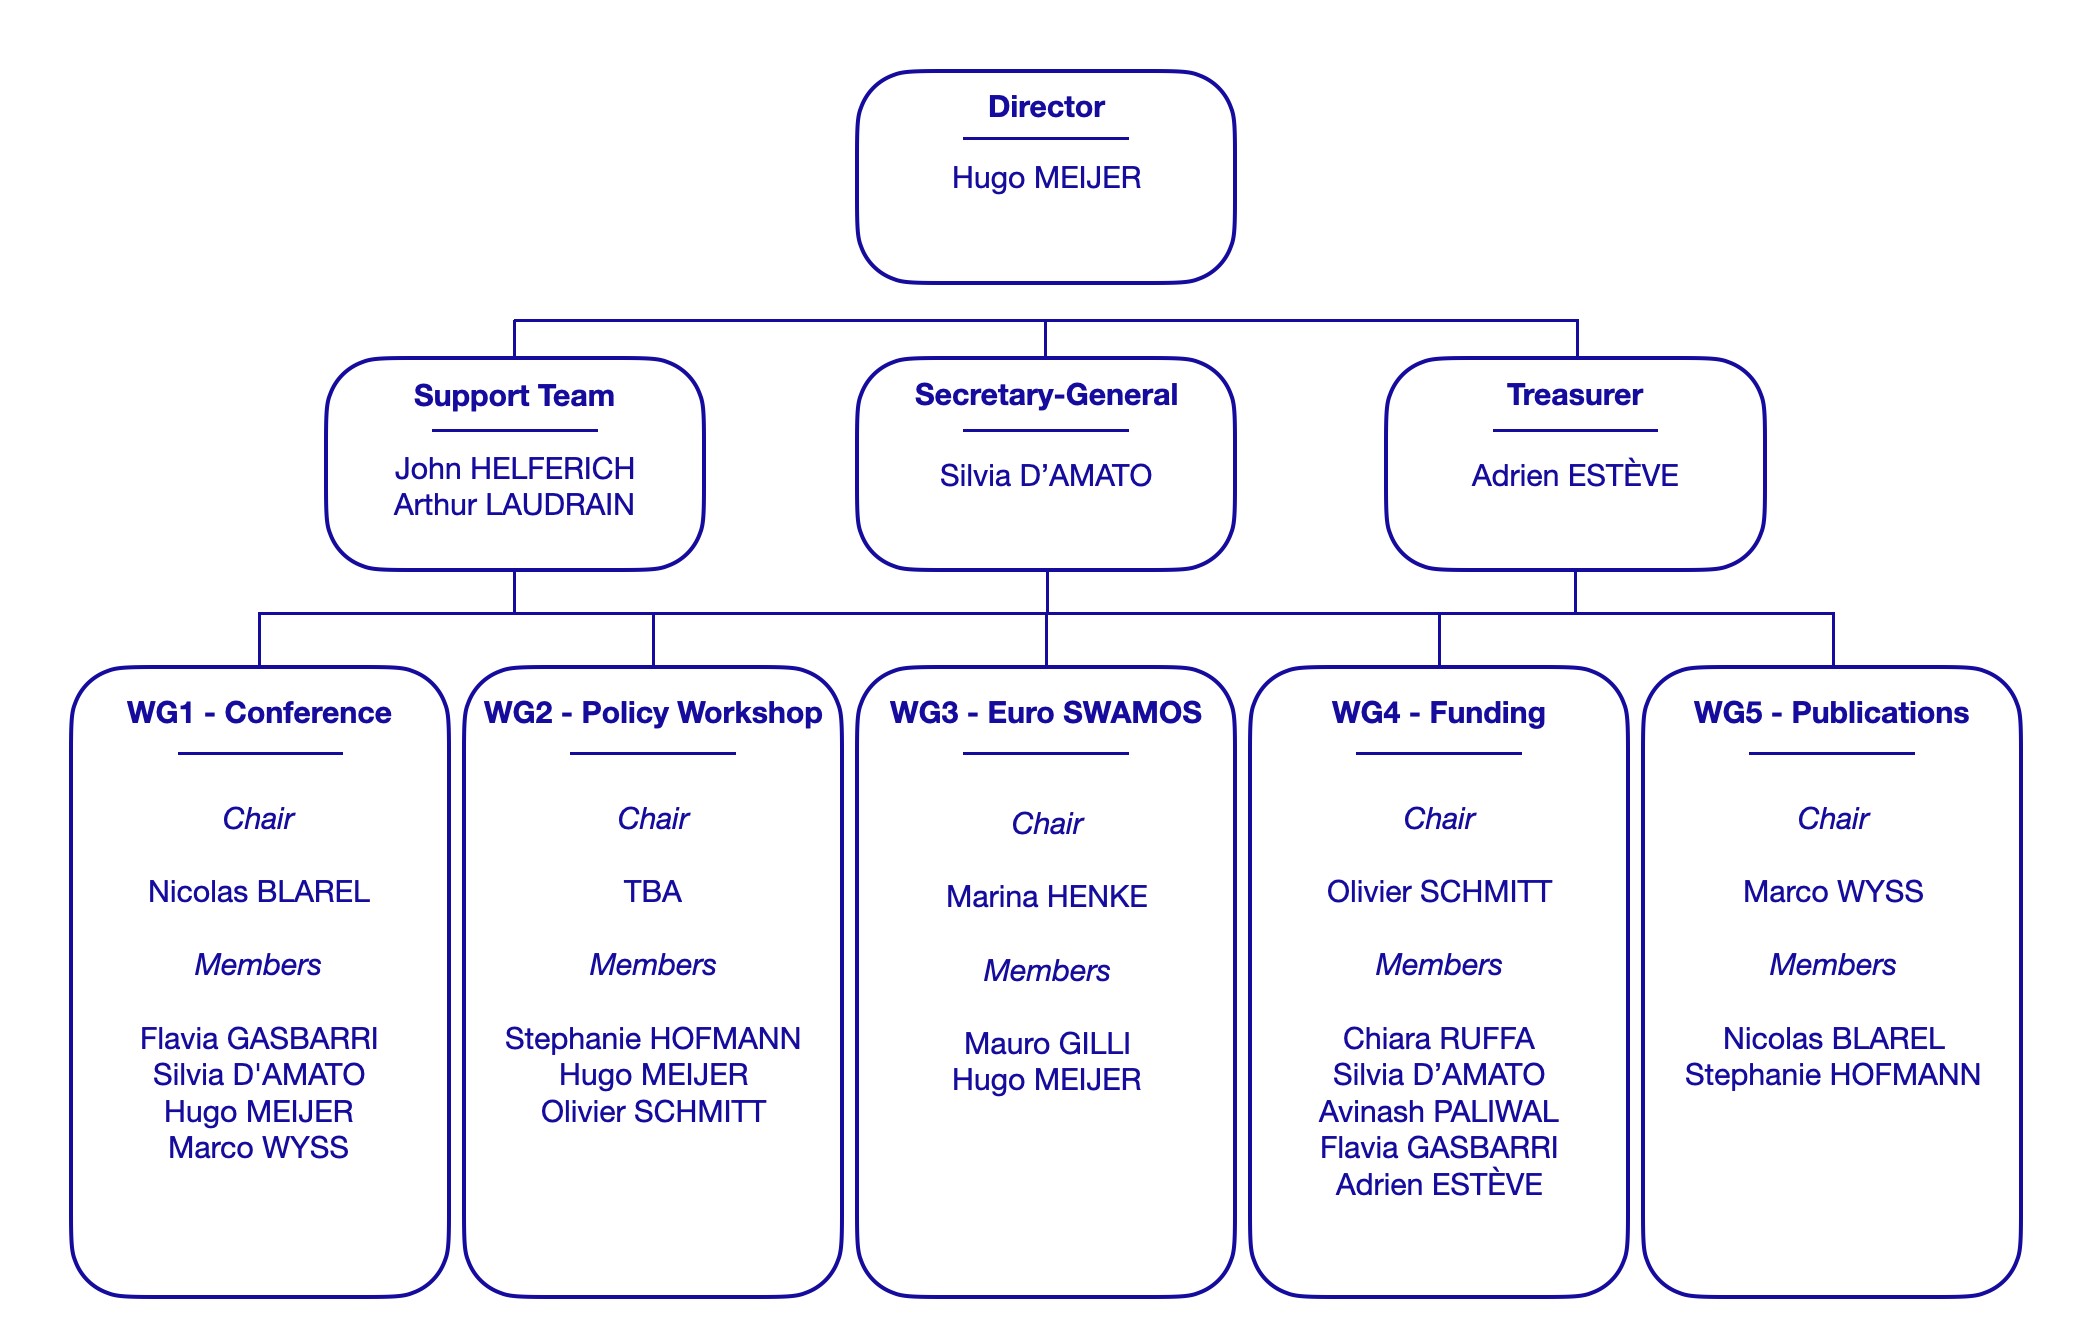 Director
Hugo MEIJER
Support Team
John HELFERICH
Arthur LAUDRAIN
Secretary-General
Silvia D’AMATO
Treasurer
Adrien ESTÈVE
WG1 - Conference
Chair
Nicolas BLAREL
Members
Flavia GASBARRI
Silvia D'AMATO
Hugo MEIJER
Marco WYSS
WG2 - Policy Workshop
Chair
TBA
Members
Stephanie HOFMANN
Hugo MEIJER
Olivier SCHMITT
WG3 - Euro SWAMOS
Chair
Marina HENKE
Members
Mauro GILLI
Hugo MEIJER
WG4 - Funding
Chair
Olivier SCHMITT
Members
Chiara RUFFA
Silvia D’AMATO
Avinash PALIWAL
Flavia GASBARRI
Adrien ESTÈVE
WG5 - Publications
Chair
Marco WYSS
Members
Nicolas BLAREL
Stephanie HOFMANN